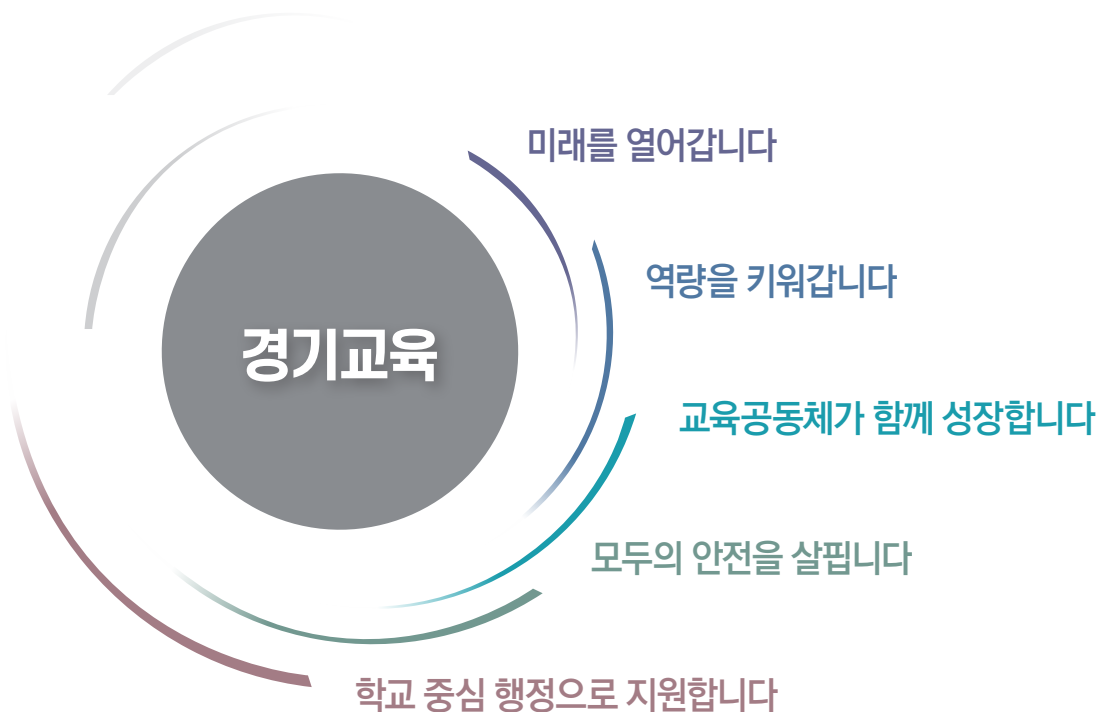 미래를 열어갑니다
역량을 키워갑니다
경기교육
교육공동체가 함께 성장합니다
모두의 안전을 살핍니다
학교 중심 행정으로 지원합니다